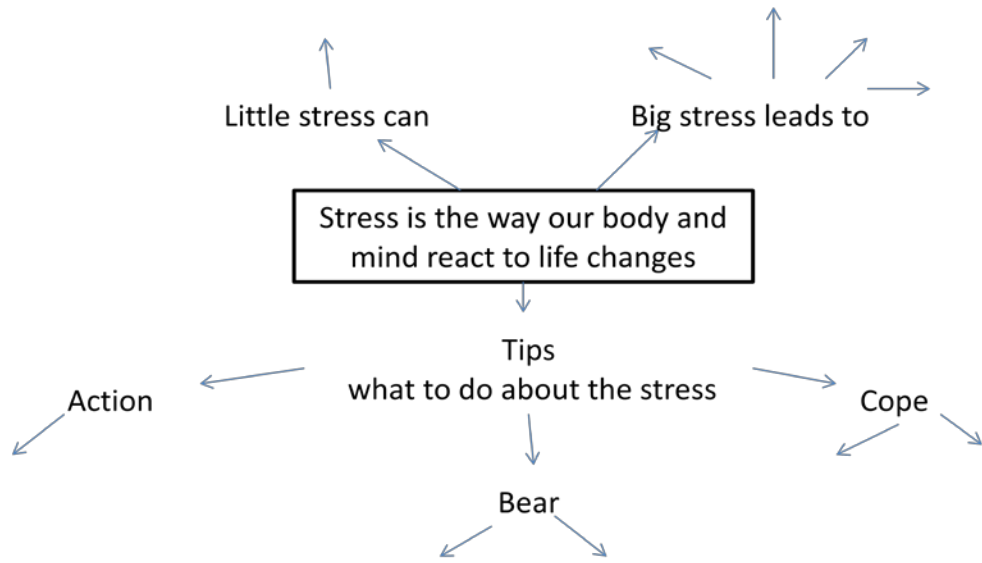 Little stress can
Big stress leads to
Stress is the way our body and
mind react to life changes
Tips
what to do about the stress
Action
Cope
Bear